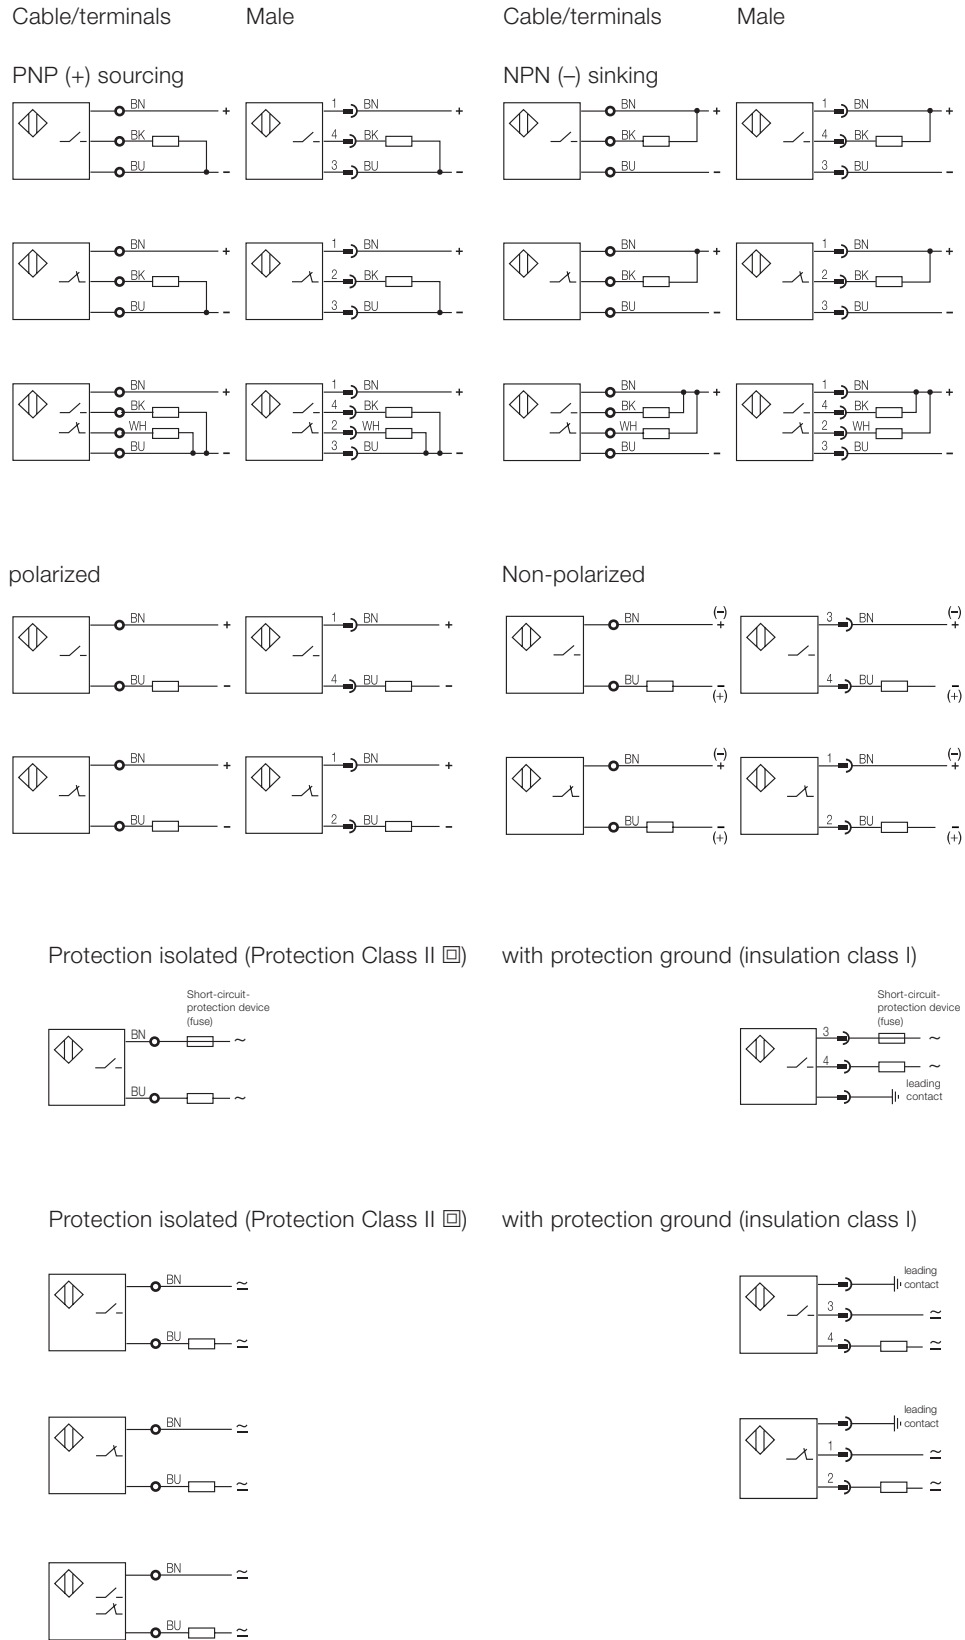 Cable/terminals Male Cable/terminals Male
PNP (+) sourcing NPN (–) sinking
BN + 1 BN + BN + 1 BN +
BK 4 BK BK 4 BK
BU - 3 BU - BU - 3 BU -
BN + 1 BN + BN + 1 BN +
BK 2 BK BK 2 BK
BU - 3 BU - BU - 3 BU -
BN + 1 BN + BN + 1 BN +
BK 4 BK BK 4 BK
WH 2 WH WH 2 WH
BU - 3 BU - BU - 3 BU -
polarized Non-polarized
(–) (–)
BN + 1 BN + BN + 3 BN +
BU – 4 BU – BU – 4 BU –
(+) (+)
(–) (–)
BN + 1 BN + BN + 1 BN +
BU – 2 BU – BU – 2 BU –
(+) (+)
Protection isolated (Protection Class II 回) with protection ground (insulation class I)
Short-circuit-
protection device
(fuse)
BN ~
BU ~
Short-circuit-
protection device
(fuse)
3 ~
4 ~
leading
contact
Protection isolated (Protection Class II 回) with protection ground (insulation class I)
BN ≃
BU ≃
leading
contact
3 ≃
4 ≃
BN ≃
BU ≃
leading
contact
1 ≃
2 ≃
BN ≃
BU ≃